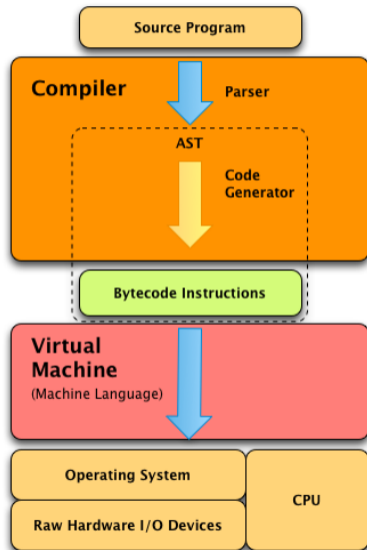 Source Program
Compiler
Parser
AST
Code
Generator
Bytecode Instructions
Virtual
Machine
(Machine Language)
Operating System
CPU
Raw Hardware I/O Devices